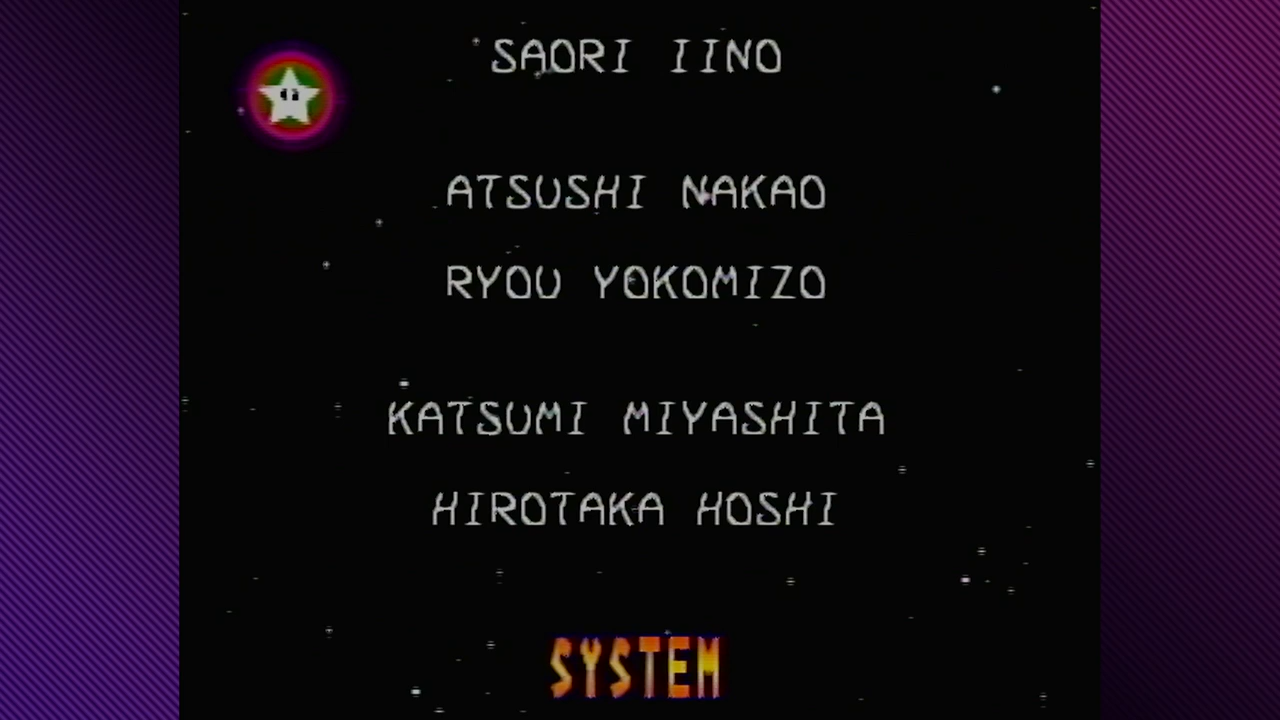 SAORI IINO
ATSUSHI NAKAO
RYOU YOKOMIZO
KATSUMI MIYASHITA
HIROTAKA HOSHI
SYSTEM